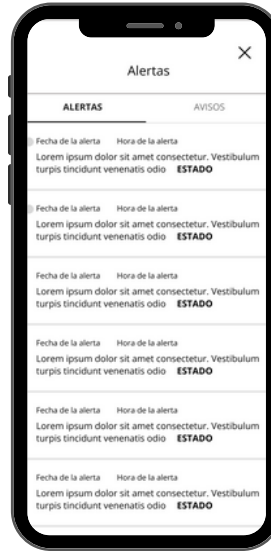 Alertas
ALERTAS AVISOS
Fecha de la alerta Hora de la alerta
Lorem ipsum dolor sit amet consectetur. Vestibulum
turpis tincidunt venenatis odio ESTADO
Fecha de la alerta Hora de la alerta
Lorem ipsum dolor sit amet consectetur. Vestibulum
turpis tincidunt venenatis odio ESTADO
Fecha de la alerta Hora de la alerta
Lorem ipsum dolor sit amet consectetur. Vestibulum
turpis tincidunt venenatis odio ESTADO
Fecha de la alerta Hora de la alerta
Lorem ipsum dolor sit amet consectetur. Vestibulum
turpis tincidunt venenatis odio ESTADO
Fecha de la alerta Hora de la alerta
Lorem ipsum dolor sit amet consectetur. Vestibulum
turpis tincidunt venenatis odio ESTADO
Fecha de la alerta Hora de la alerta
Lorem ipsum dolor sit amet consectetur. Vestibulum
turpis tincidunt venenatis odio ESTADO